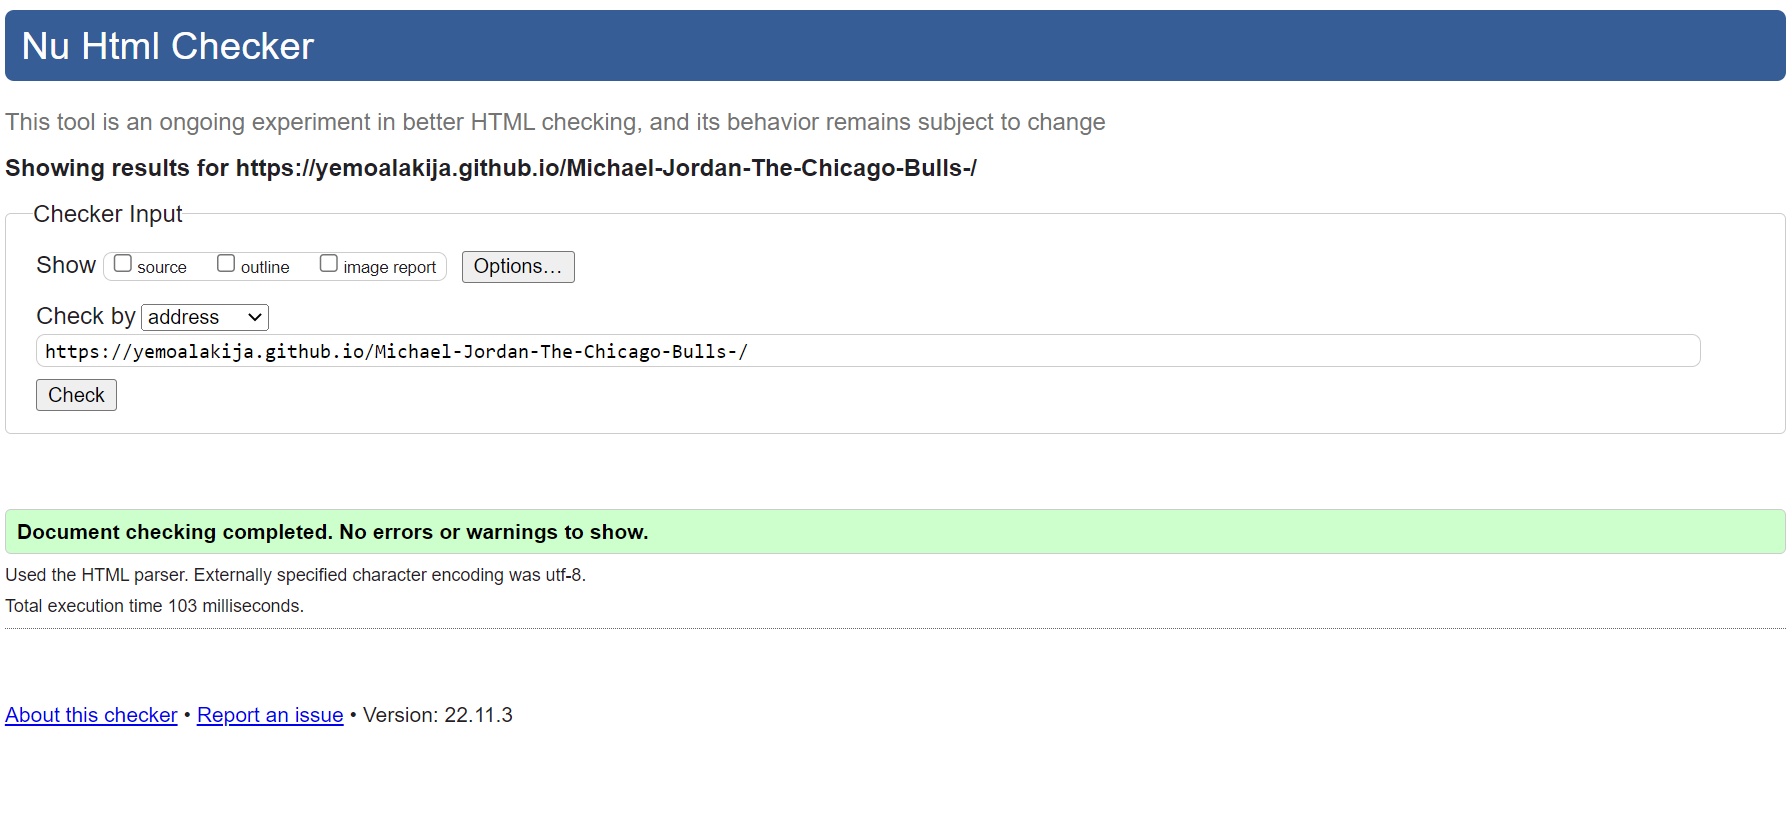 Nu Html Checker
This tool is an ongoing experiment in better HTML checking, and its behavior remains subject to change
Showing results for https://yemoalakija.github.io/Michael-Jordan-The-Chicago-Bulls-/
Checker Input
Show source outline image report Options…
Check by address
https://yemoalakija.github.io/Michael-Jordan-The-Chicago-Bulls-/
Check
Document checking completed. No errors or warnings to show.
Used the HTML parser. Externally specified character encoding was utf-8.
Total execution time 103 milliseconds.
About this checker • Report an issue • Version: 22.11.3